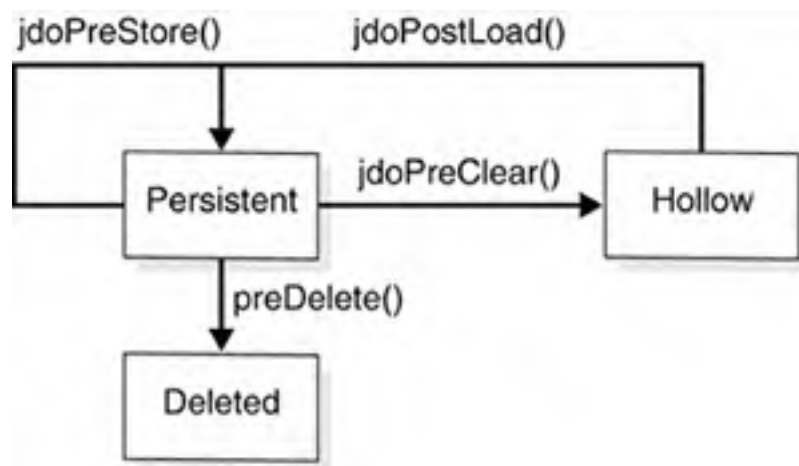 jdoPreStore()
jdoPostLoad()
Persistent
jdoPreClear()
Hollow
preDelete()
Deleted